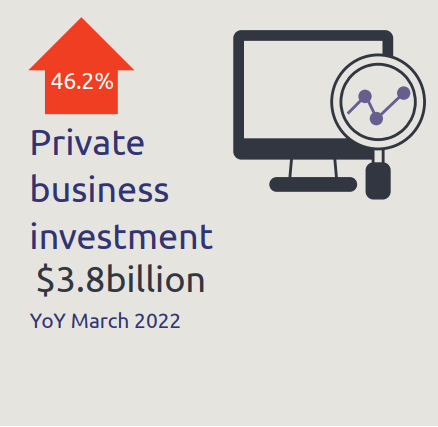 46.2%
Private
business
investment
$3.8billion
YoY March 2022